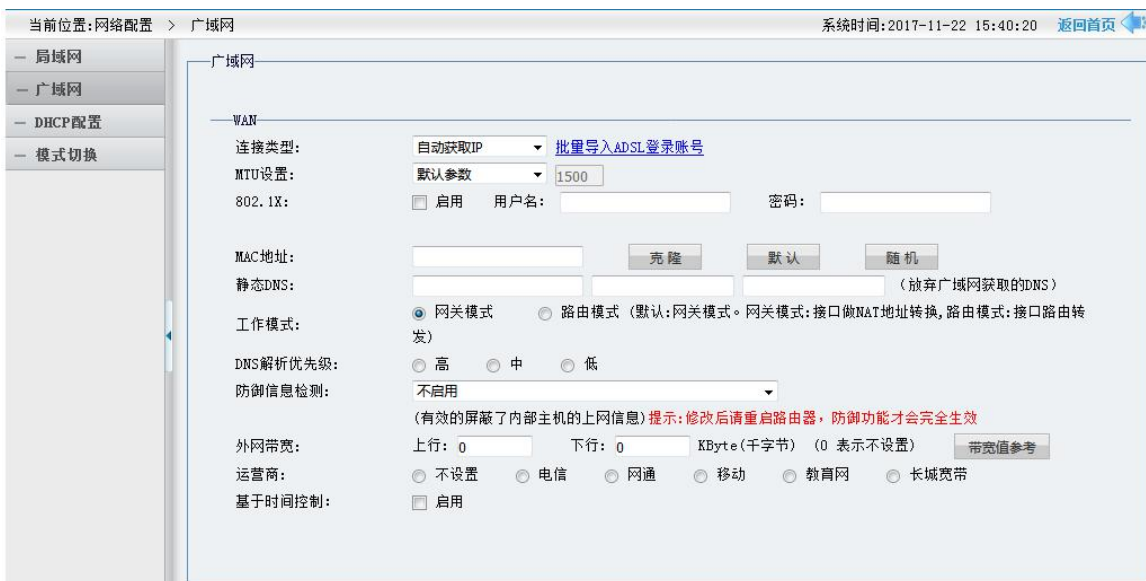 当前位置:网络配置 > 广域网 系统时间:2017-11-22 15:40:20 返回首页
— 局域网
— 广域网
— DHCP配置
— 模式切换
广域网
WAN
连接类型: 自动获取IP 批量导入ADSL登录账号
MTU设置: 默认参数 1500
802.1X: 启用 用户名: 密码:
MAC地址: 克隆 默认 随机
静态DNS: (放弃广域网获取的DNS)
工作模式: 网关模式 路由模式 (默认:网关模式。网关模式:接口做NAT地址转换,路由模式:接口路由转
发)
DNS解析优先级: 高 中 低
防御信息检测: 不启用
(有效的屏蔽了内部主机的上网信息)提示:修改后请重启路由器，防御功能才会完全生效
外网带宽: 上行: 0 下行: 0 KByte(千字节) (0 表示不设置) 带宽值参考
运营商: 不设置 电信 网通 移动 教育网 长城宽带
基于时间控制: 启用